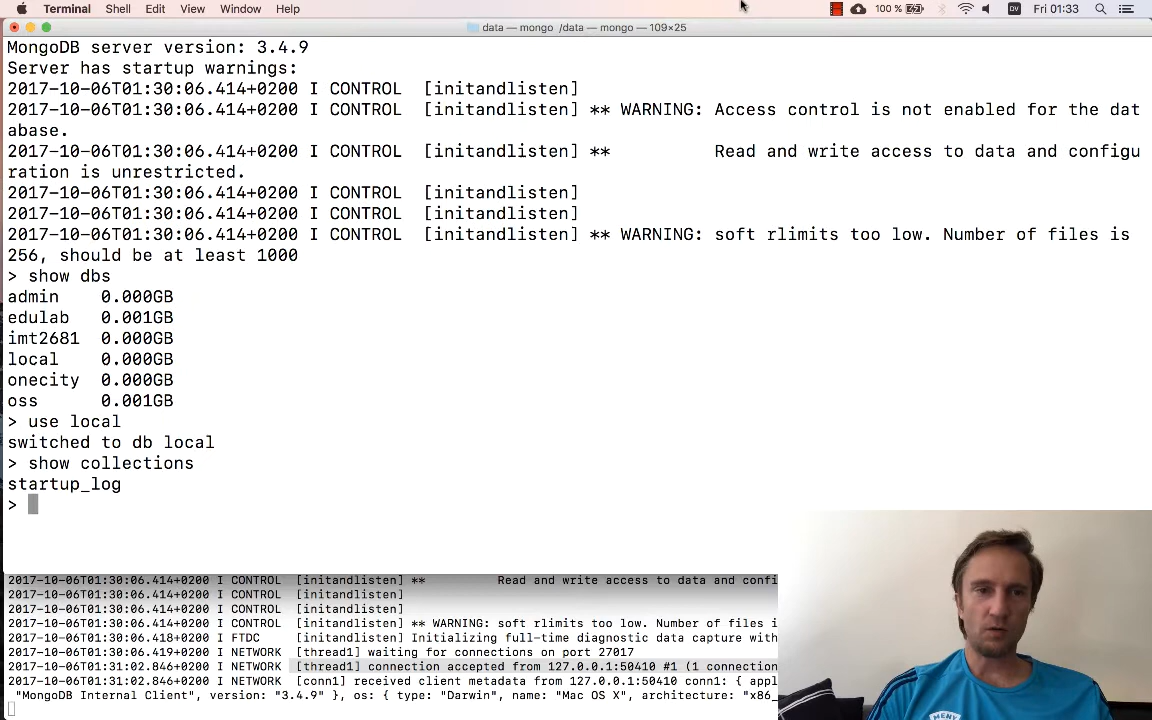 Terminal Shell Edit View Window Help 100 % DV Fri 01:33
data — mongo /data — mongo — 109×25
MongoDB server version: 3.4.9
Server has startup warnings:
2017-10-06T01:30:06.414+0200 I CONTROL  [initandlisten]
2017-10-06T01:30:06.414+0200 I CONTROL  [initandlisten] ** WARNING: Access control is not enabled for the dat
abase.
2017-10-06T01:30:06.414+0200 I CONTROL  [initandlisten] **          Read and write access to data and configu
ration is unrestricted.
2017-10-06T01:30:06.414+0200 I CONTROL  [initandlisten]
2017-10-06T01:30:06.414+0200 I CONTROL  [initandlisten]
2017-10-06T01:30:06.414+0200 I CONTROL  [initandlisten] ** WARNING: soft rlimits too low. Number of files is
256, should be at least 1000
> show dbs
admin    0.000GB
edulab   0.001GB
imt2681  0.000GB
local    0.000GB
onecity  0.000GB
oss      0.001GB
> use local
switched to db local
> show collections
startup_log
>
2017-10-06T01:30:06.414+0200 I CONTROL  [initandlisten] **          Read and write access to data and confi
2017-10-06T01:30:06.414+0200 I CONTROL  [initandlisten]
2017-10-06T01:30:06.414+0200 I CONTROL  [initandlisten]
2017-10-06T01:30:06.414+0200 I CONTROL  [initandlisten] ** WARNING: soft rlimits too low. Number of files i
2017-10-06T01:30:06.418+0200 I FTDC     [initandlisten] Initializing full-time diagnostic data capture with
2017-10-06T01:30:06.419+0200 I NETWORK  [thread1] waiting for connections on port 27017
2017-10-06T01:31:02.846+0200 I NETWORK  [thread1] connection accepted from 127.0.0.1:50410 #1 (1 connection
2017-10-06T01:31:02.846+0200 I NETWORK  [conn1] received client metadata from 127.0.0.1:50410 conn1: { appl
"MongoDB Internal Client", version: "3.4.9" }, os: { type: "Darwin", name: "Mac OS X", architecture: "x86_
MENY